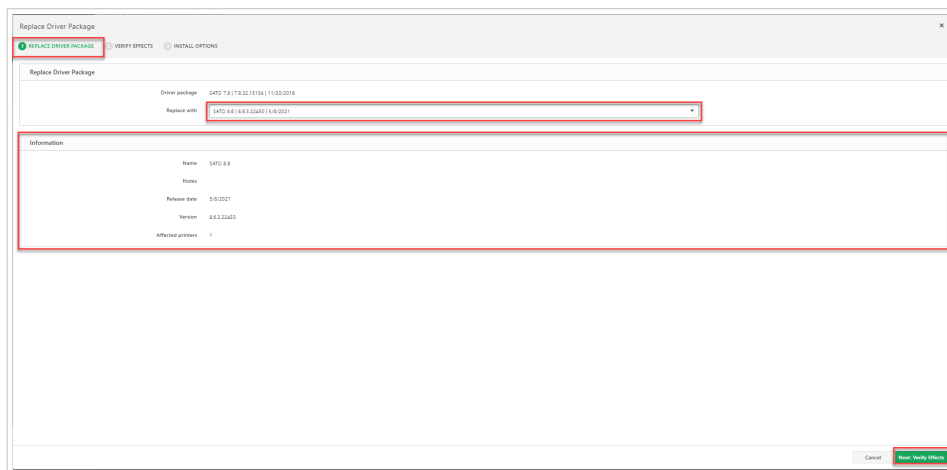 Replace Driver Package ×
1 REPLACE DRIVER PACKAGE 2 VERIFY EFFECTS 3 INSTALL OPTIONS
Replace Driver Package
Driver package SATO 7.8 | 7.8.32.15134 | 11/20/2018
Replace with SATO 8.6 | 8.6.3.22450 | 5/8/2021
Information
Name SATO 8.6
Notes
Release date 5/8/2021
Version 8.6.3.22450
Affected printers 1
Cancel Next: Verify Effects